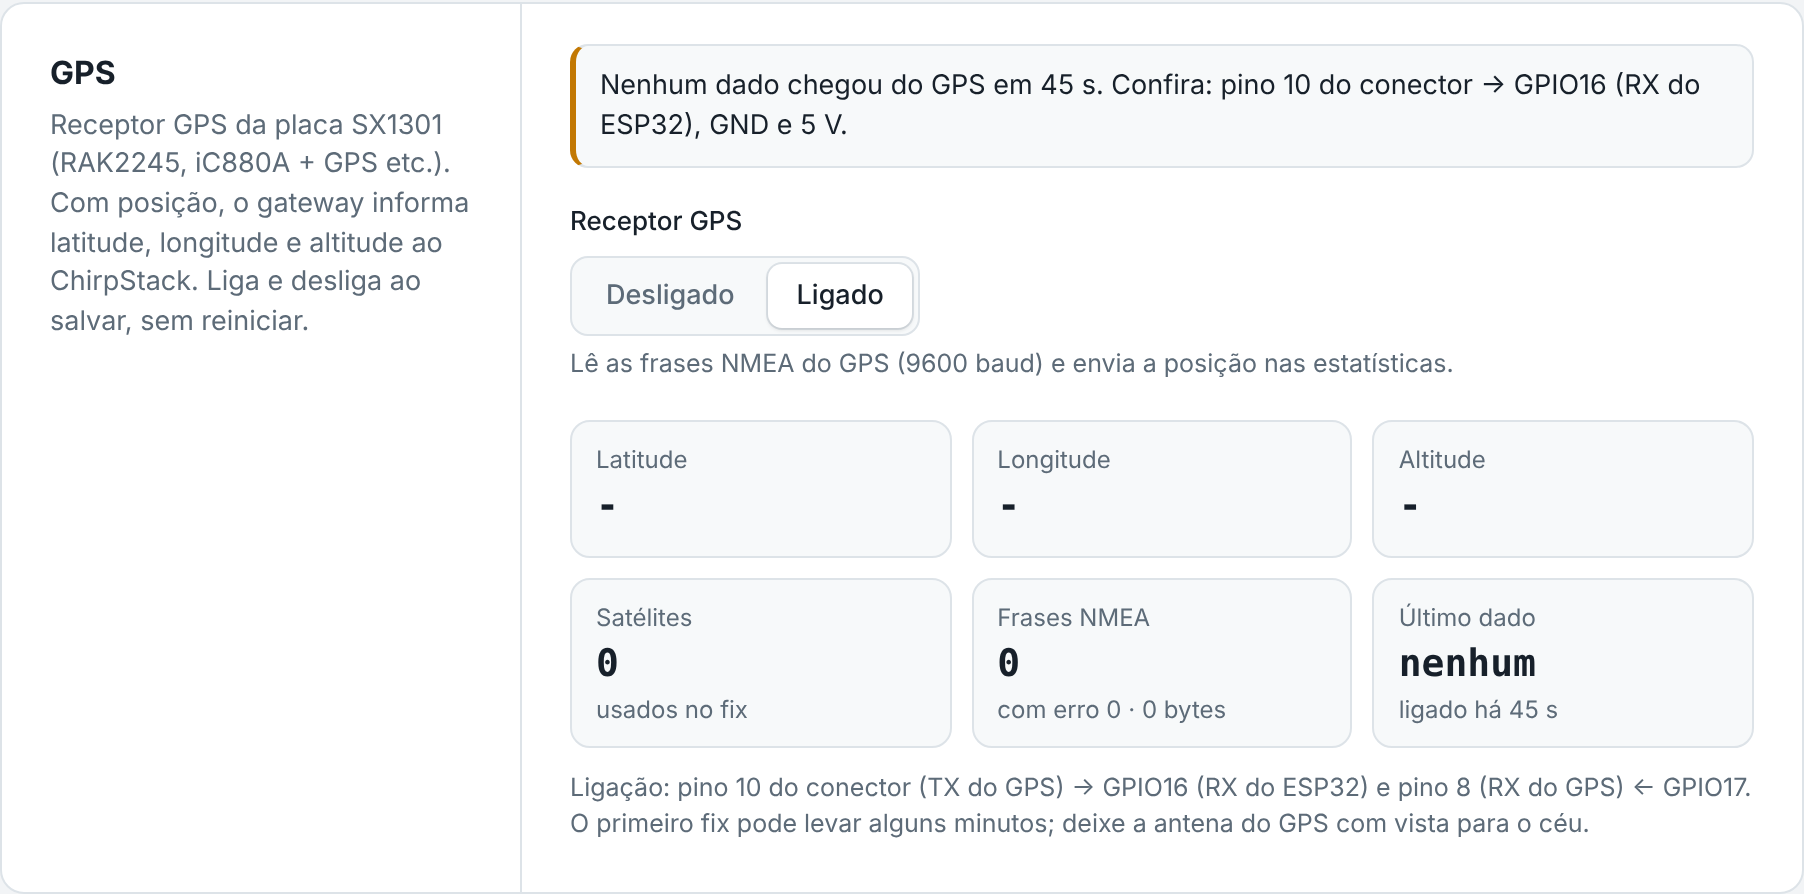 GPS
Receptor GPS da placa SX1301
(RAK2245, iC880A + GPS etc.).
Com posição, o gateway informa
latitude, longitude e altitude ao
ChirpStack. Liga e desliga ao
salvar, sem reiniciar.
Nenhum dado chegou do GPS em 45 s. Confira: pino 10 do conector → GPIO16 (RX do
ESP32), GND e 5 V.
Receptor GPS
Desligado Ligado
Lê as frases NMEA do GPS (9600 baud) e envia a posição nas estatísticas.
Latitude Longitude Altitude
- - -
Satélites Frases NMEA Último dado
0 0 nenhum
usados no fix com erro 0 · 0 bytes ligado há 45 s
Ligação: pino 10 do conector (TX do GPS) → GPIO16 (RX do ESP32) e pino 8 (RX do GPS) ← GPIO17.
O primeiro fix pode levar alguns minutos; deixe a antena do GPS com vista para o céu.